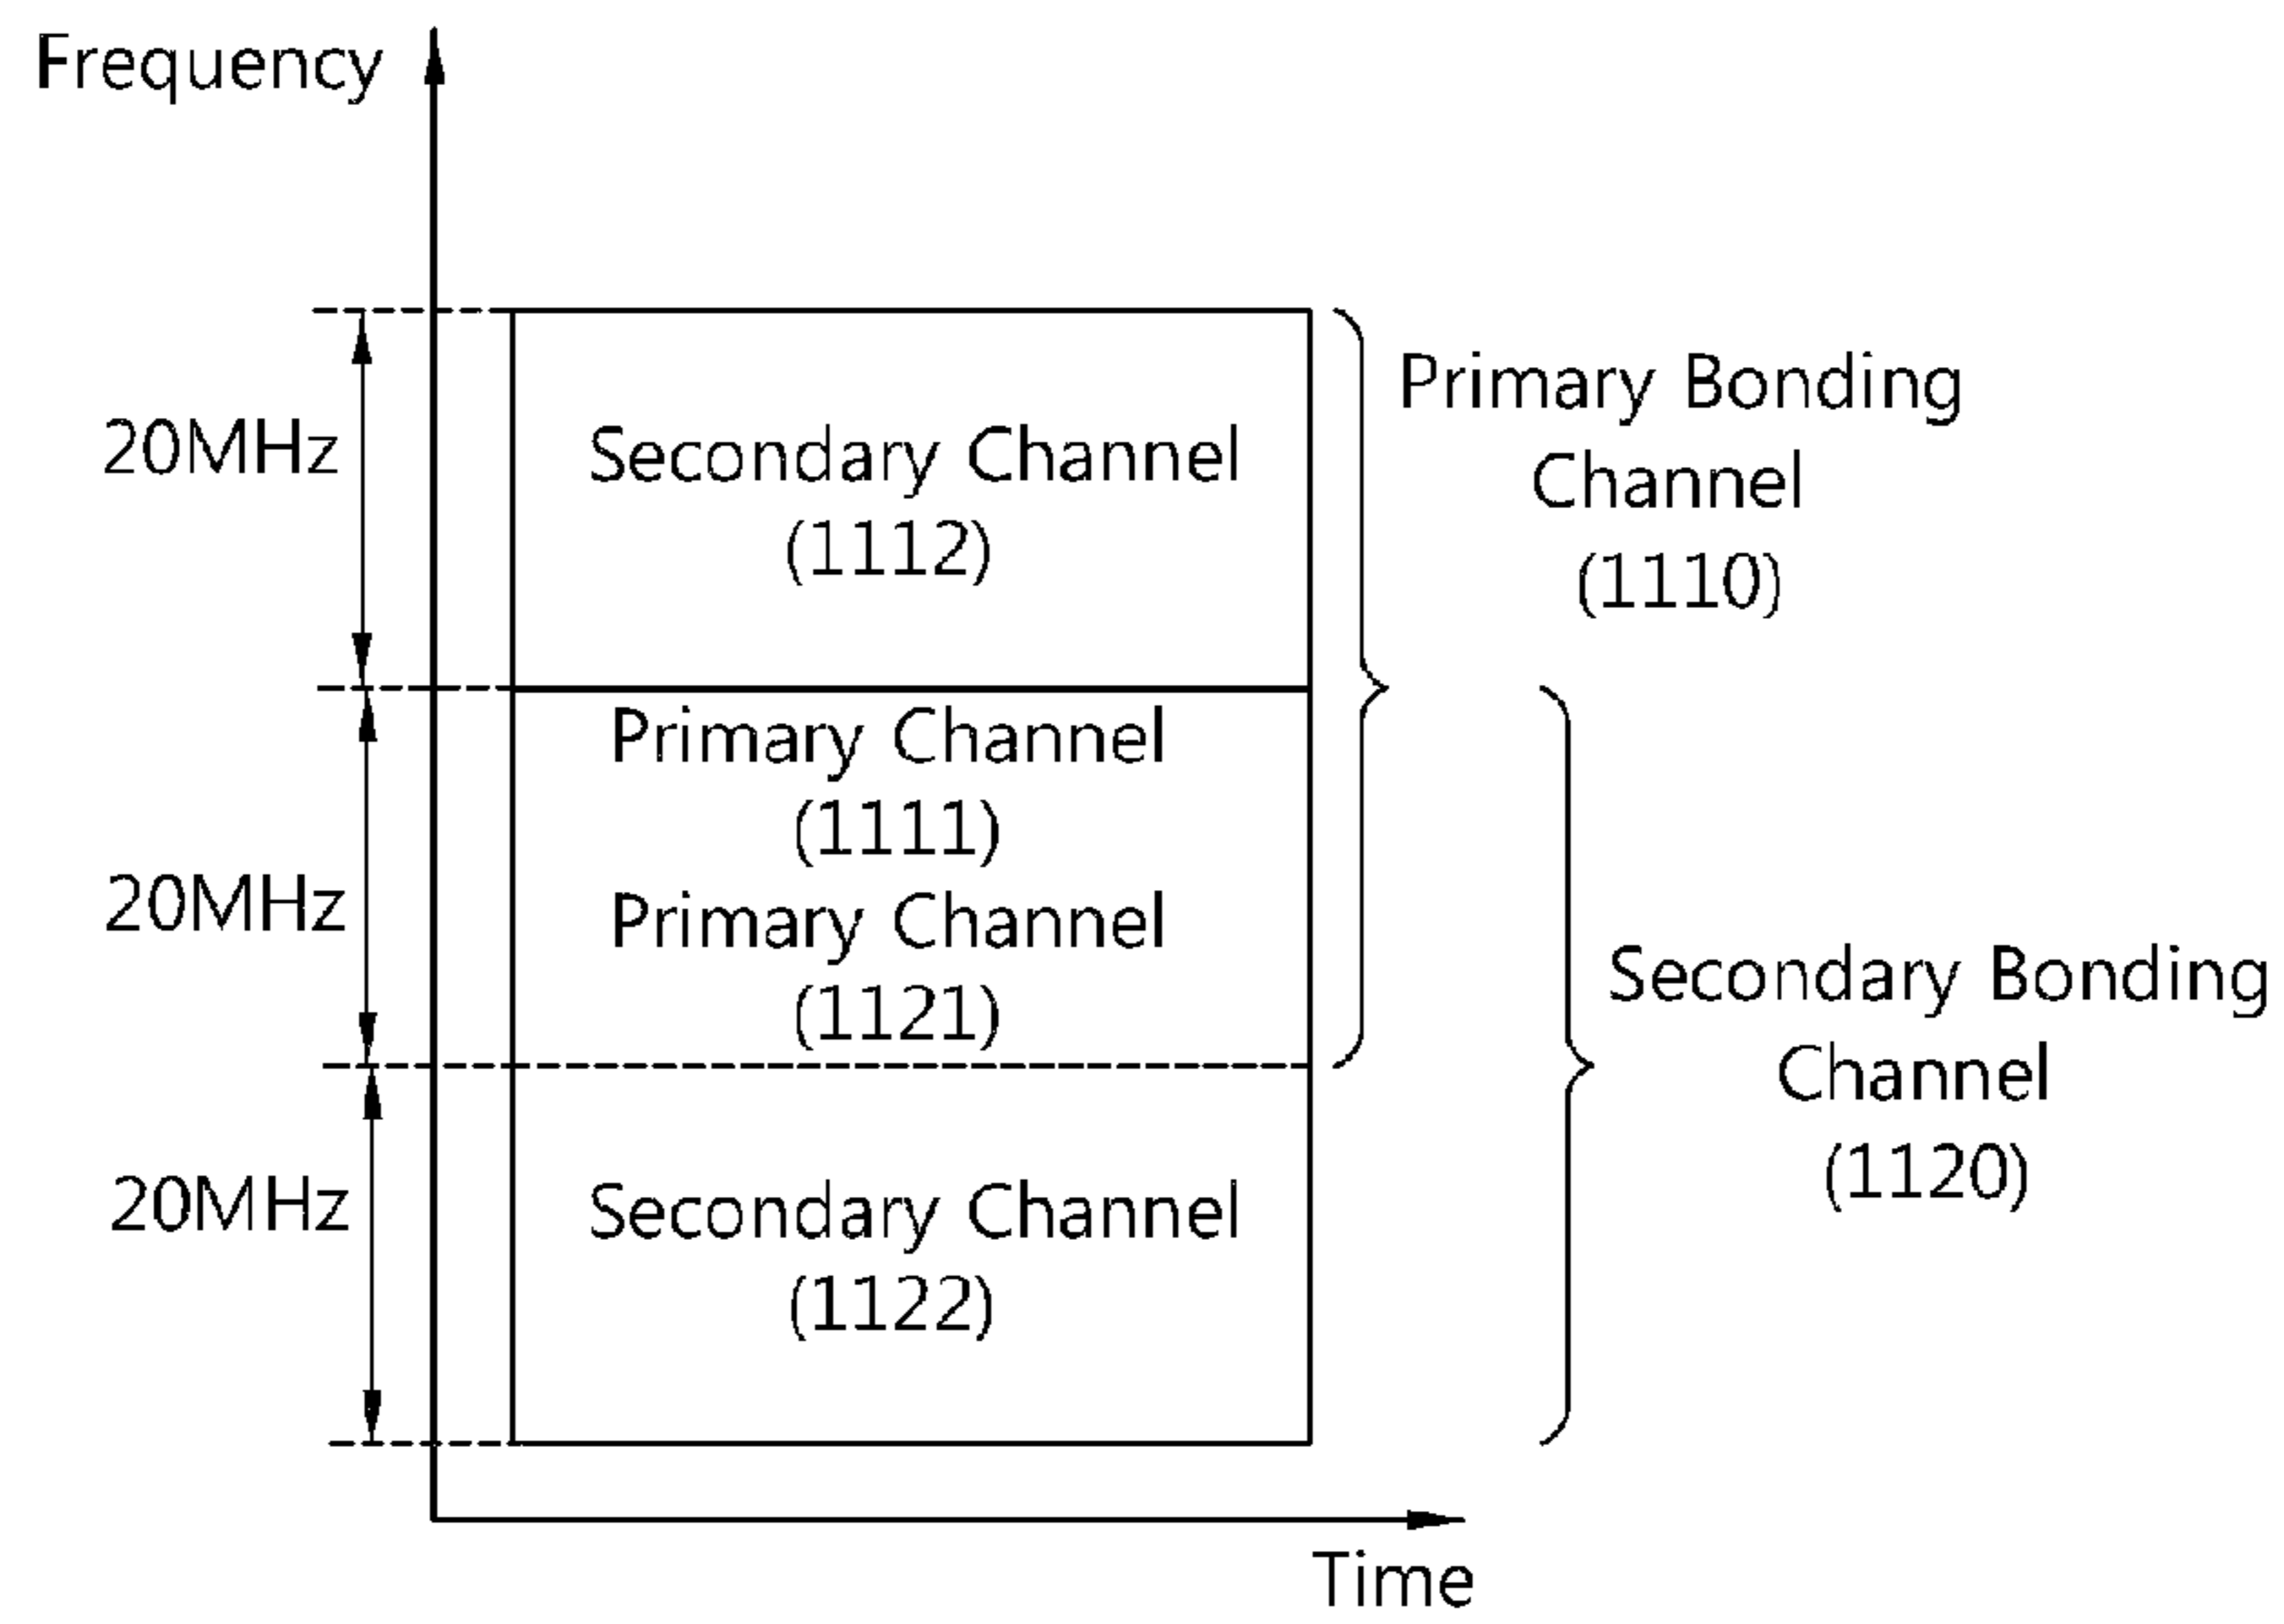 Frequency
20MHz
Secondary Channel
(1112)
Primary Bonding
Channel
(1110)
20MHz
Primary Channel
(1111)
Primary Channel
(1121)
Secondary Bonding
Channel
(1120)
20MHz
Secondary Channel
(1122)
Time